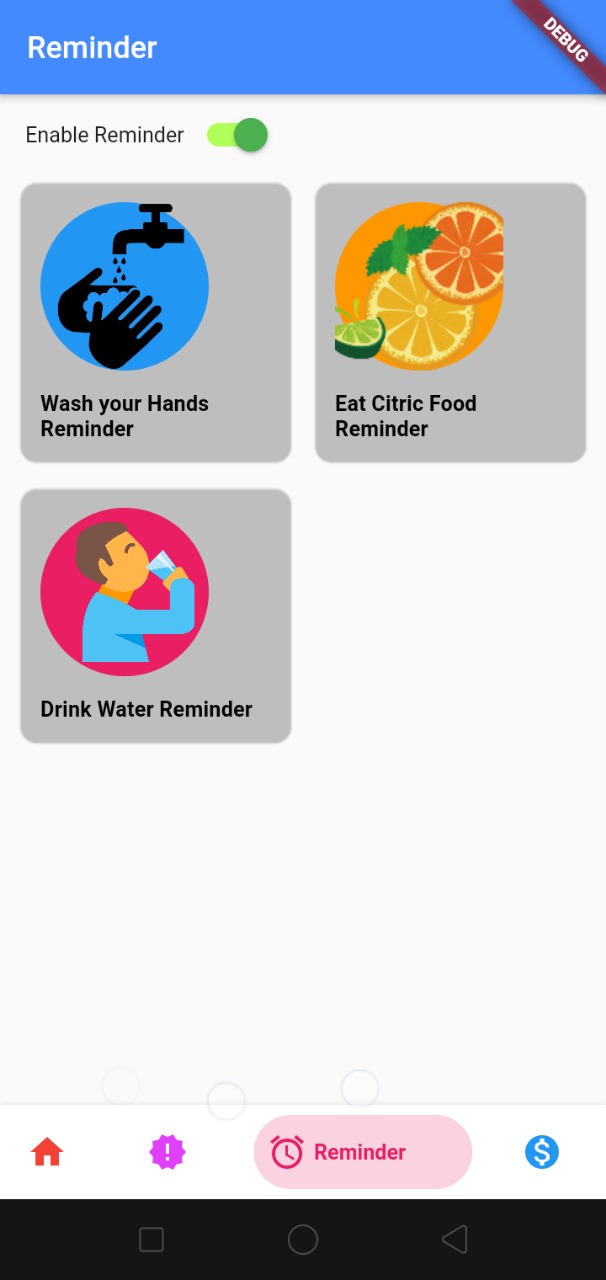 Reminder
DEBUG
Enable Reminder
Wash your Hands
Reminder
Eat Citric Food
Reminder
Drink Water Reminder
Reminder